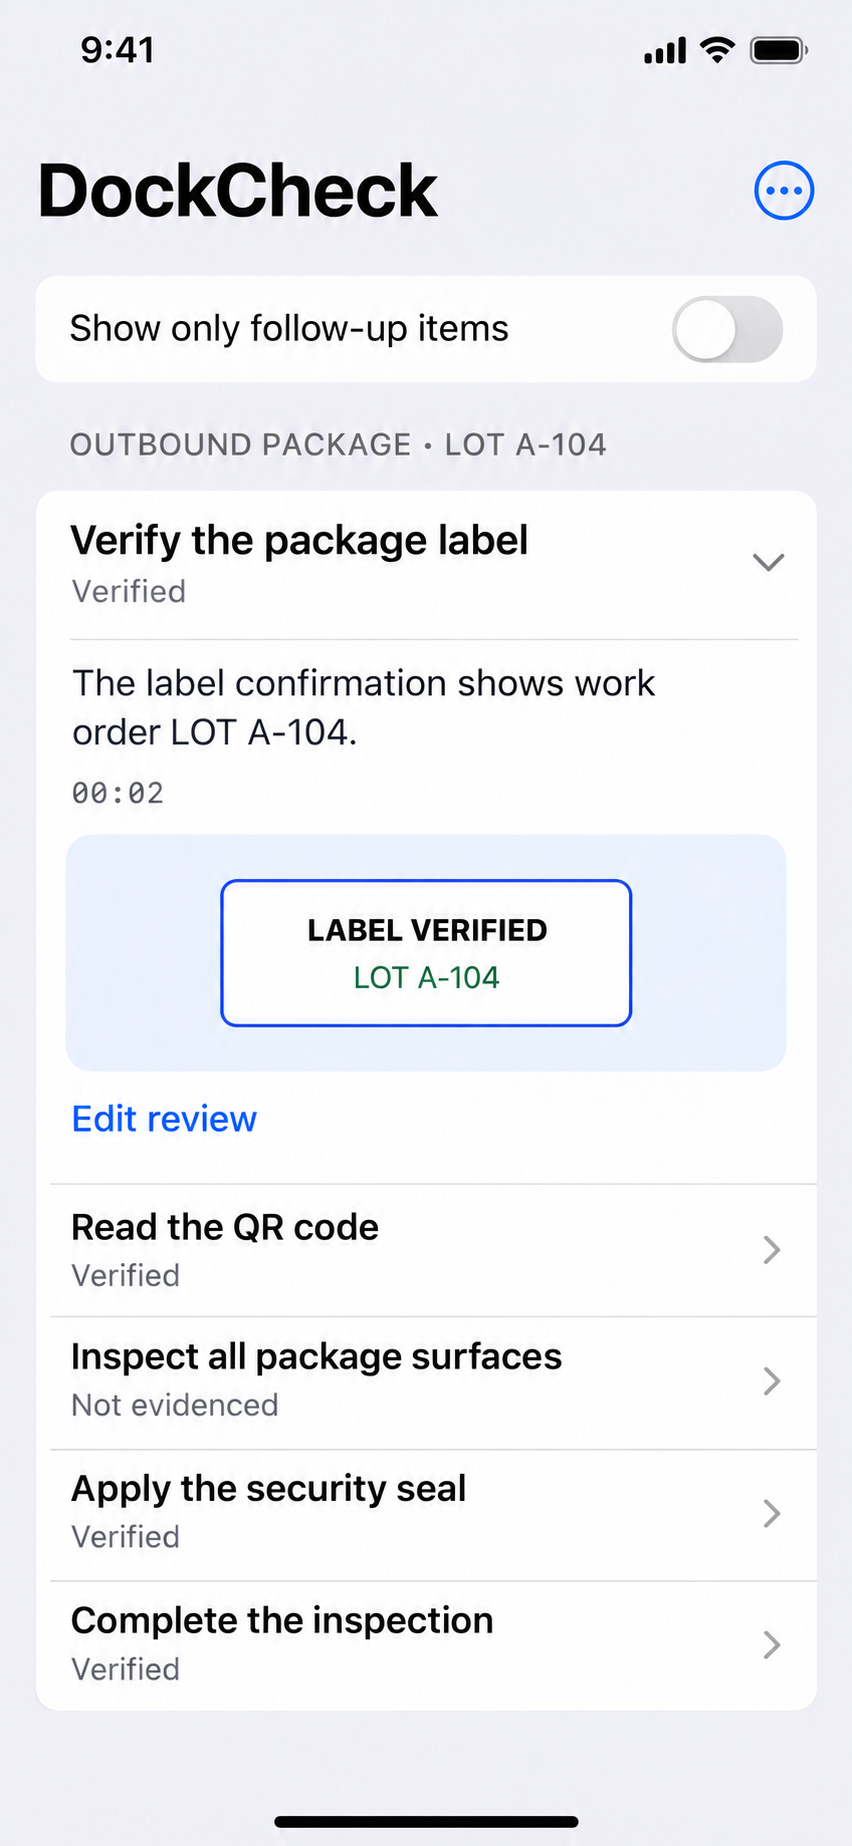 9:41
DockCheck
Show only follow-up items
OUTBOUND PACKAGE • LOT A-104
Verify the package label
Verified
The label confirmation shows work
order LOT A-104.
00:02
LABEL VERIFIED
LOT A-104
Edit review
Read the QR code
Verified
Inspect all package surfaces
Not evidenced
Apply the security seal
Verified
Complete the inspection
Verified